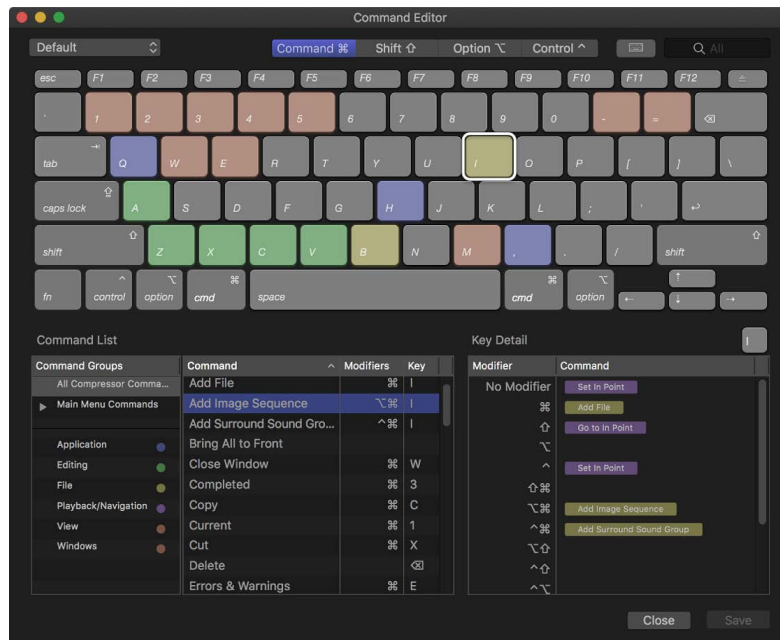 Command Editor
Default Command ⌘ Shift ⇧ Option ⌥ Control ^ All
esc F1 F2 F3 F4 F5 F6 F7 F8 F9 F10 F11 F12
` 1 2 3 4 5 6 7 8 9 0 - = ⌫
tab Q W E R T Y U I O P [ ] \
caps lock A S D F G H J K L ; ' ↩
shift Z X C V B N M , . / shift
fn control ^ option ⌥ cmd ⌘ space cmd ⌘ option ⌥ ← ↑ ↓ →
Command List
Command Groups Command Modifiers Key
All Compressor Comma... Add File ⌘ I
Main Menu Commands Add Image Sequence ⌥⌘ I
Add Surround Sound Gro... ^⌘ I
Application Bring All to Front
Editing Close Window ⌘ W
File Completed ⌘ 3
Playback/Navigation Copy ⌘ C
View Current ⌘ 1
Windows Cut ⌘ X
Delete ⌫
Errors & Warnings ⌘ E
Key Detail I
Modifier Command
No Modifier Set In Point
⌘ Add File
⇧ Go to In Point
⌥
^ Set In Point
⇧⌘
⌥⌘ Add Image Sequence
^⌘ Add Surround Sound Group
⌥⇧
^⇧
^⌥
Close Save